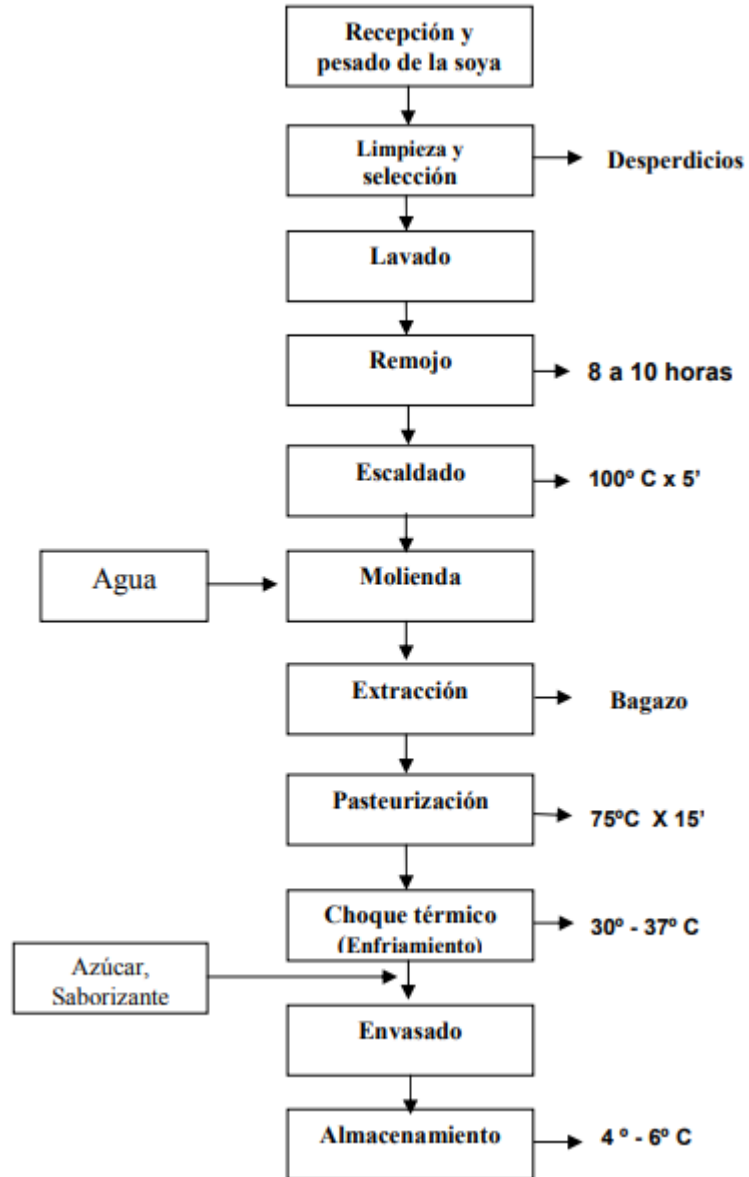 Recepción y
pesado de la soya
Limpieza y
selección
Desperdicios
Lavado
Remojo
8 a 10 horas
Escaldado
100º C x 5’
Agua
Molienda
Extracción
Bagazo
Pasteurización
75ºC X 15’
Choque térmico
(Enfriamiento)
30º - 37º C
Azúcar,
Saborizante
Envasado
Almacenamiento
4 º - 6º C